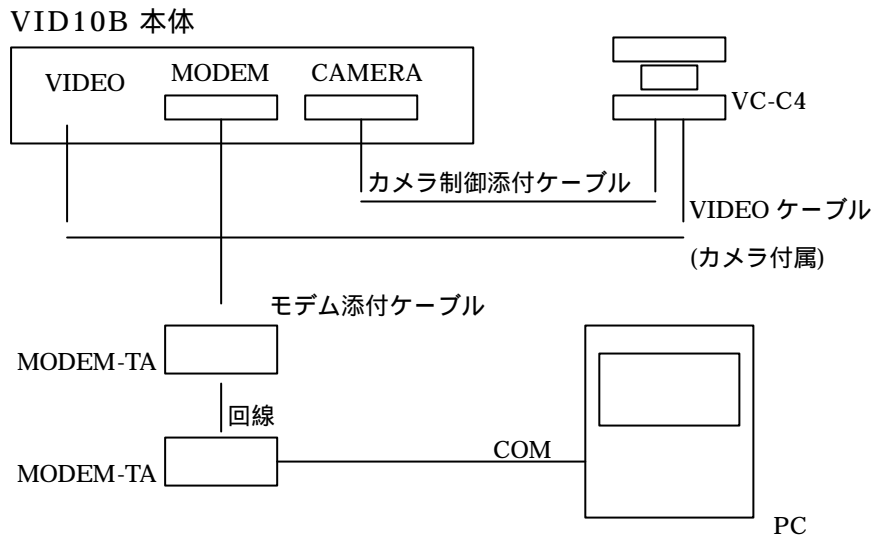 VID10B 本体
VIDEO
MODEM
CAMERA
VC-C4
カメラ制御添付ケーブル
VIDEO ケーブル
(カメラ付属)
モデム添付ケーブル
MODEM-TA
回線
MODEM-TA
COM
PC